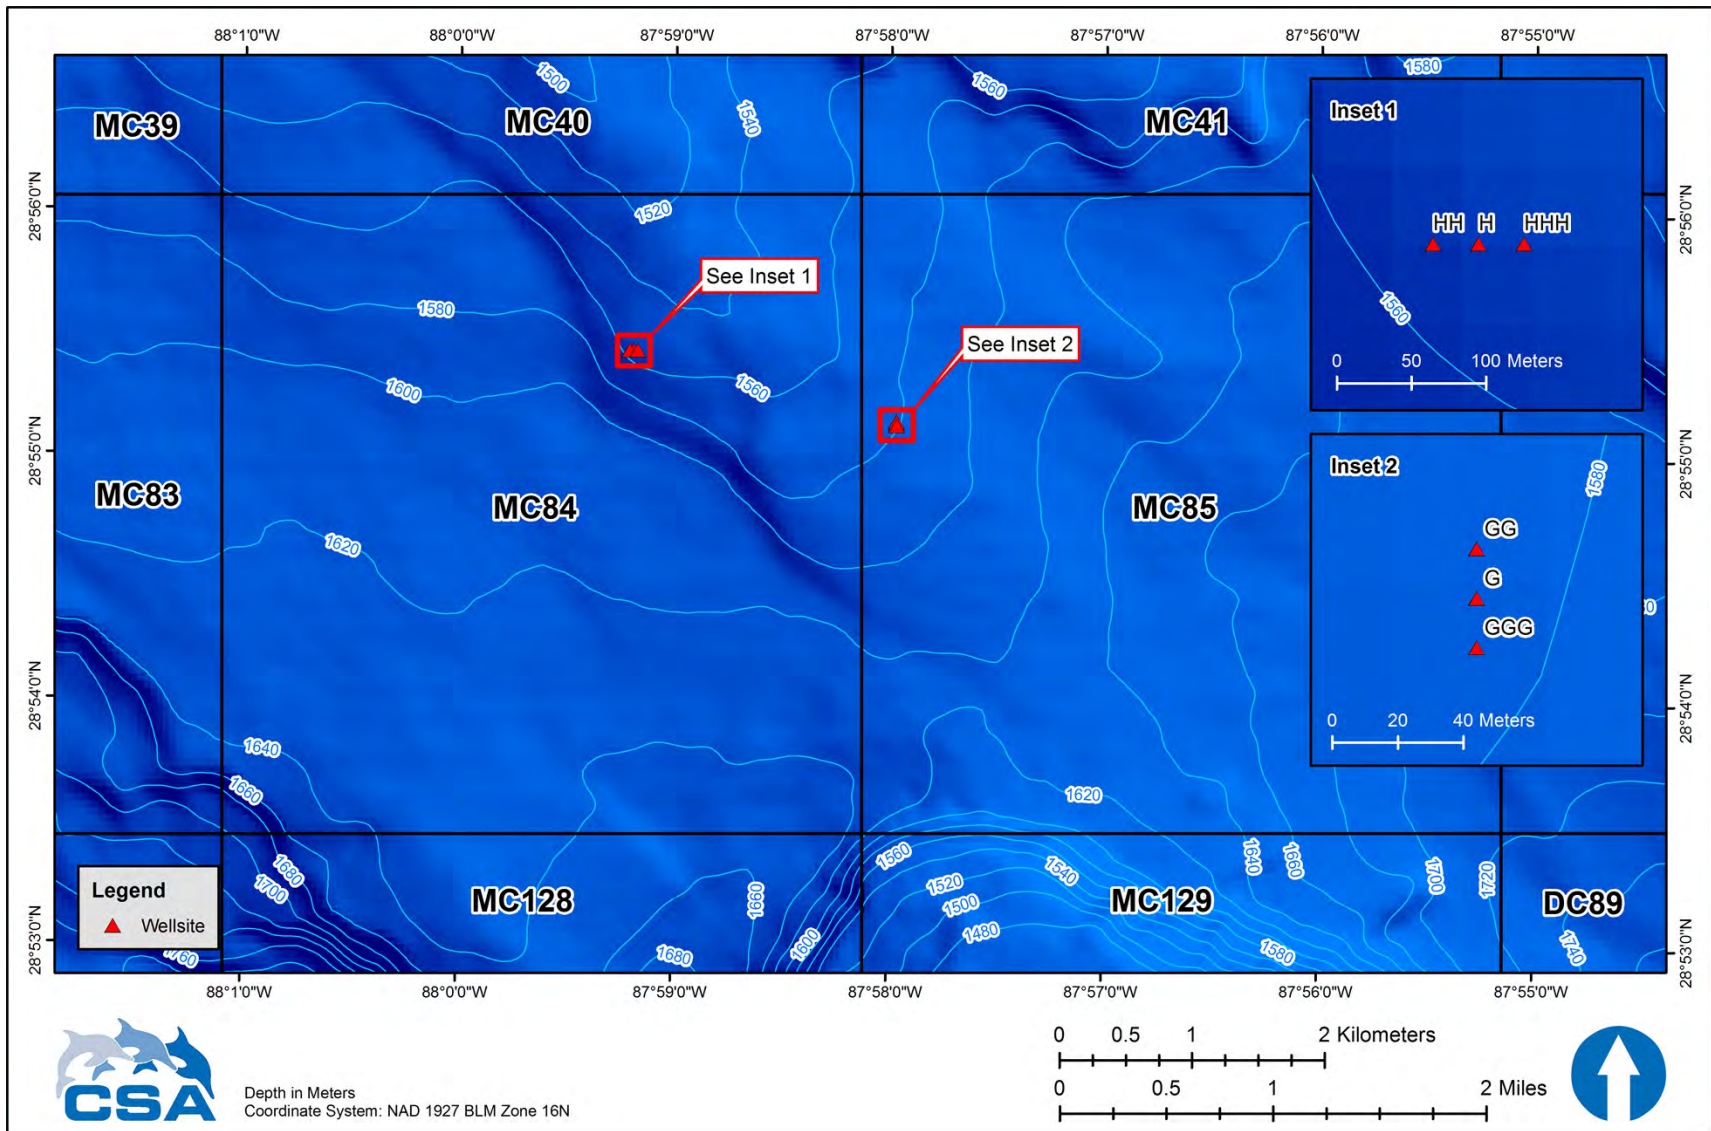 88°1'0"W
88°0'0"W
87°59'0"W
87°58'0"W
87°57'0"W
87°56'0"W
87°55'0"W
1500
1540
1560
1580
MC39
MC40
MC41
Inset 1
HH H HHH
1560
0 50 100 Meters
28°56'0"N
28°56'0"N
1520
See Inset 1
1580
See Inset 2
1600
1560
28°55'0"N
28°55'0"N
MC83
MC84
MC85
Inset 2
1580
GG
G
GGG
0 20 40 Meters
1620
28°54'0"N
28°54'0"N
1640
1660
1620
1680
1700
1760
1660
1680
1600
1560
1520
1500
1480
1540
1580
1640
1660
1700
1720
1740
MC128
MC129
DC89
Legend
Wellsite
28°53'0"N
28°53'0"N
88°1'0"W
88°0'0"W
87°59'0"W
87°58'0"W
87°57'0"W
87°56'0"W
87°55'0"W
CSA
Depth in Meters
Coordinate System: NAD 1927 BLM Zone 16N
0 0.5 1 2 Kilometers
0 0.5 1 2 Miles